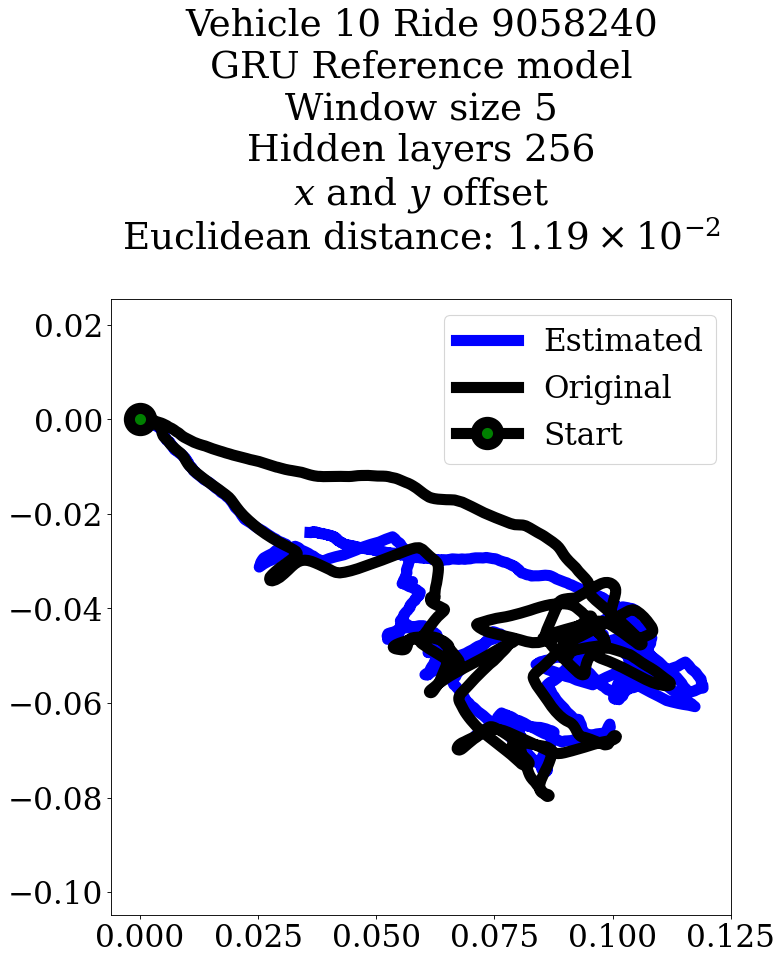 Vehicle 10 Ride 9058240
GRU Reference model
Window size 5
Hidden layers 256
x and y offset
Euclidean distance: 1.19 × 10⁻²
Estimated
Original
Start
0.02
0.00
−0.02
−0.04
−0.06
−0.08
−0.10
0.000 0.025 0.050 0.075 0.100 0.125